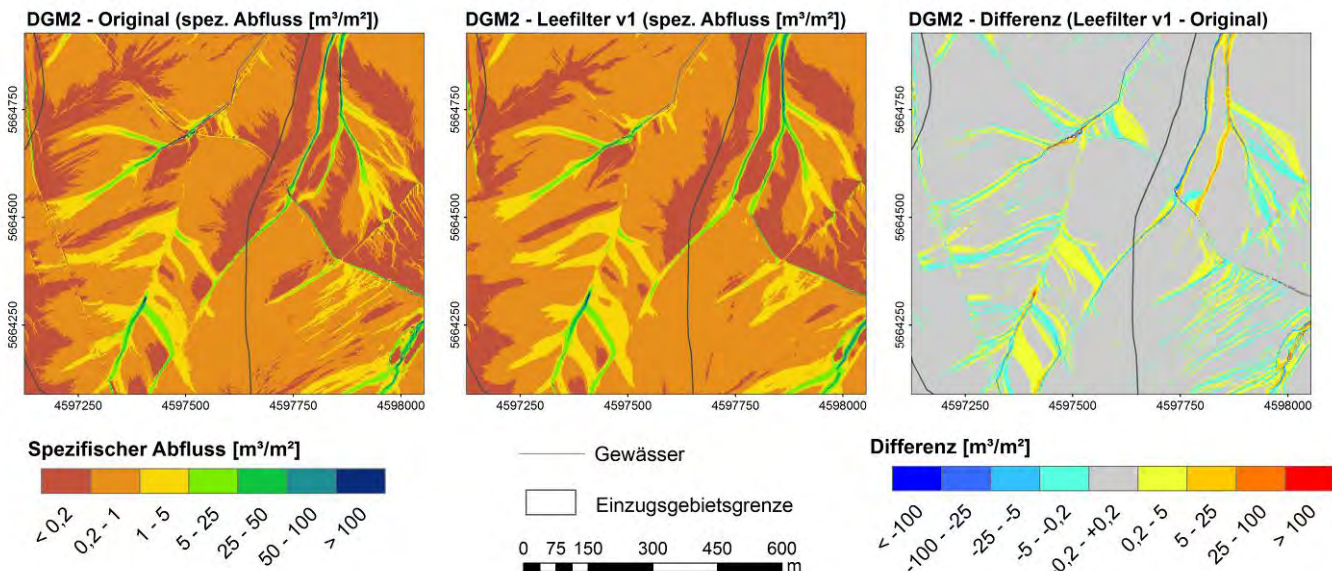 DGM2 - Original (spez. Abfluss [m³/m²])
DGM2 - Leefilter v1 (spez. Abfluss [m³/m²])
DGM2 - Differenz (Leefilter v1 - Original)
5664750
5664500
5664250
4597250
4597500
4597750
4598000
5664750
5664500
5664250
4597250
4597500
4597750
4598000
5664750
5664500
5664250
4597250
4597500
4597750
4598000
Spezifischer Abfluss [m³/m²]
< 0,2
0,2 - 1
1 - 5
5 - 25
25 - 50
50 - 100
> 100
Gewässer
Einzugsgebietsgrenze
0 75 150 300 450 600
m
Differenz [m³/m²]
< -100
-100 - -25
-25 - -5
-5 - -0,2
0,2 - +0,2
0,2 - 5
5 - 25
25 - 100
> 100